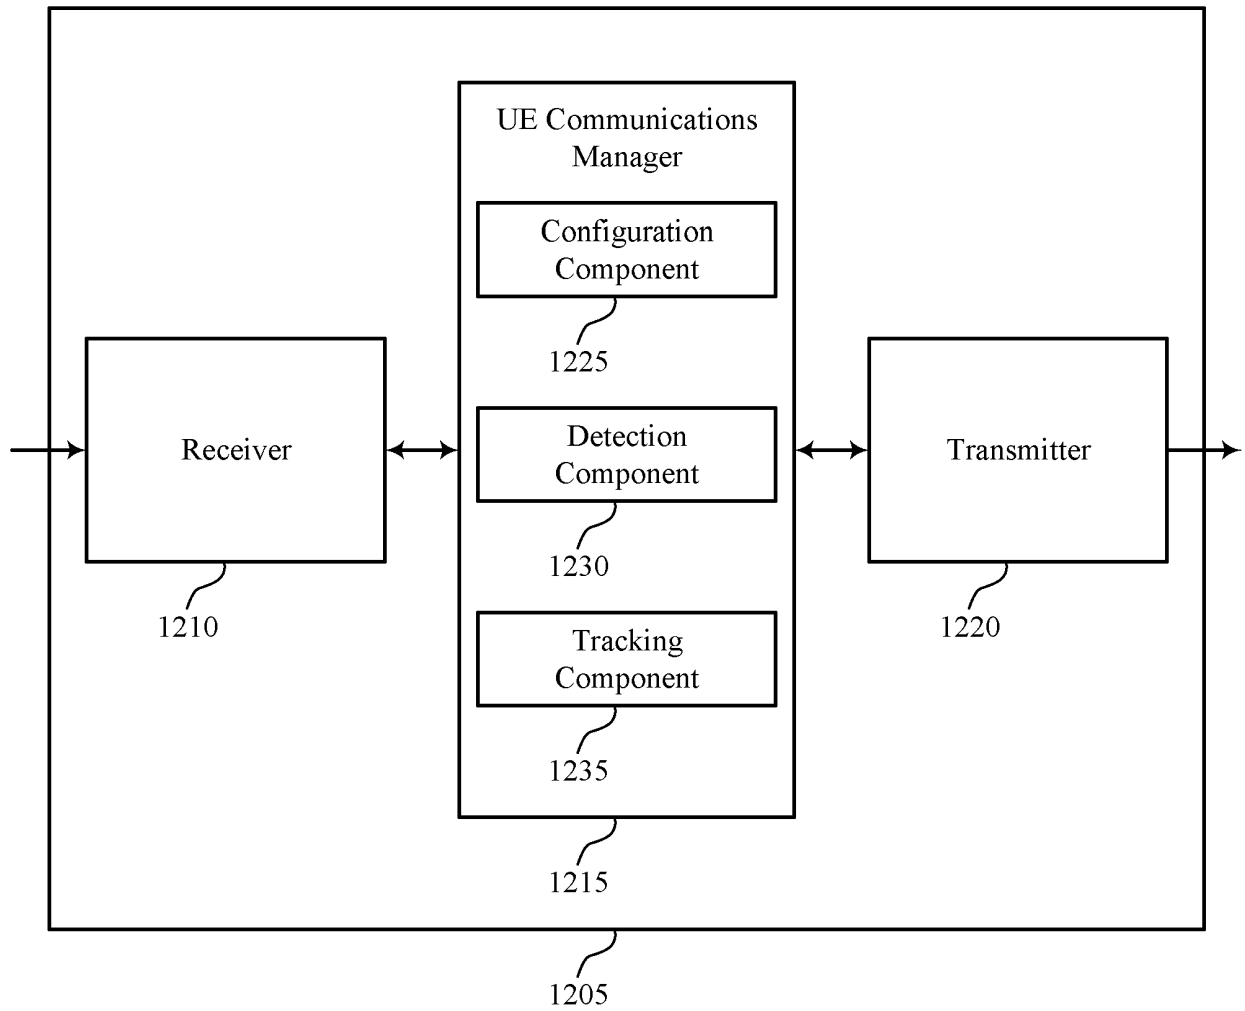 UE Communications
Manager
Configuration
Component
1225
Receiver
1210
Detection
Component
1230
Transmitter
1220
Tracking
Component
1235
1215
1205